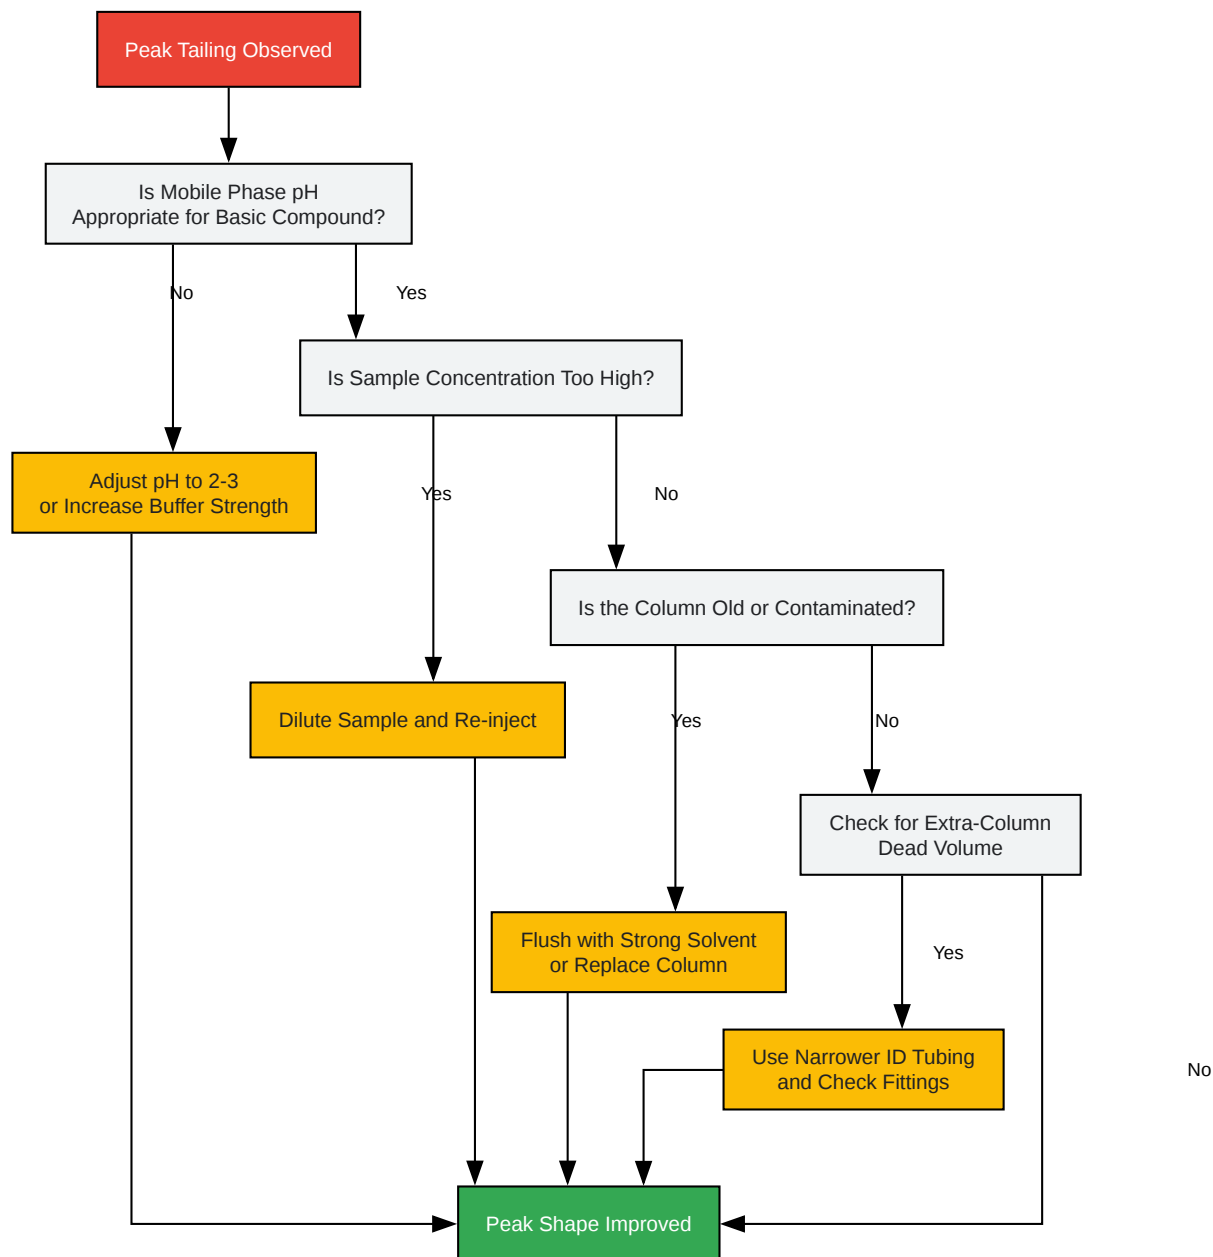 Peak Tailing Observed
Is Mobile Phase pH
Appropriate for Basic Compound?
No
Yes
Is Sample Concentration Too High?
Adjust pH to 2-3
or Increase Buffer Strength
Yes
No
Is the Column Old or Contaminated?
Dilute Sample and Re-inject
Yes
No
Check for Extra-Column
Dead Volume
Flush with Strong Solvent
or Replace Column
Yes
Use Narrower ID Tubing
and Check Fittings
No
Peak Shape Improved